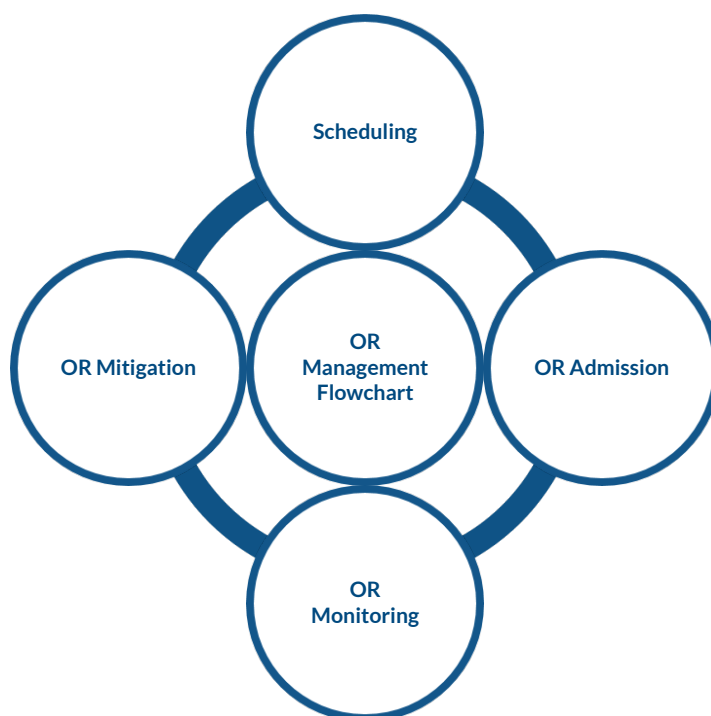 Scheduling
OR Mitigation
OR
Management
Flowchart
OR Admission
OR
Monitoring